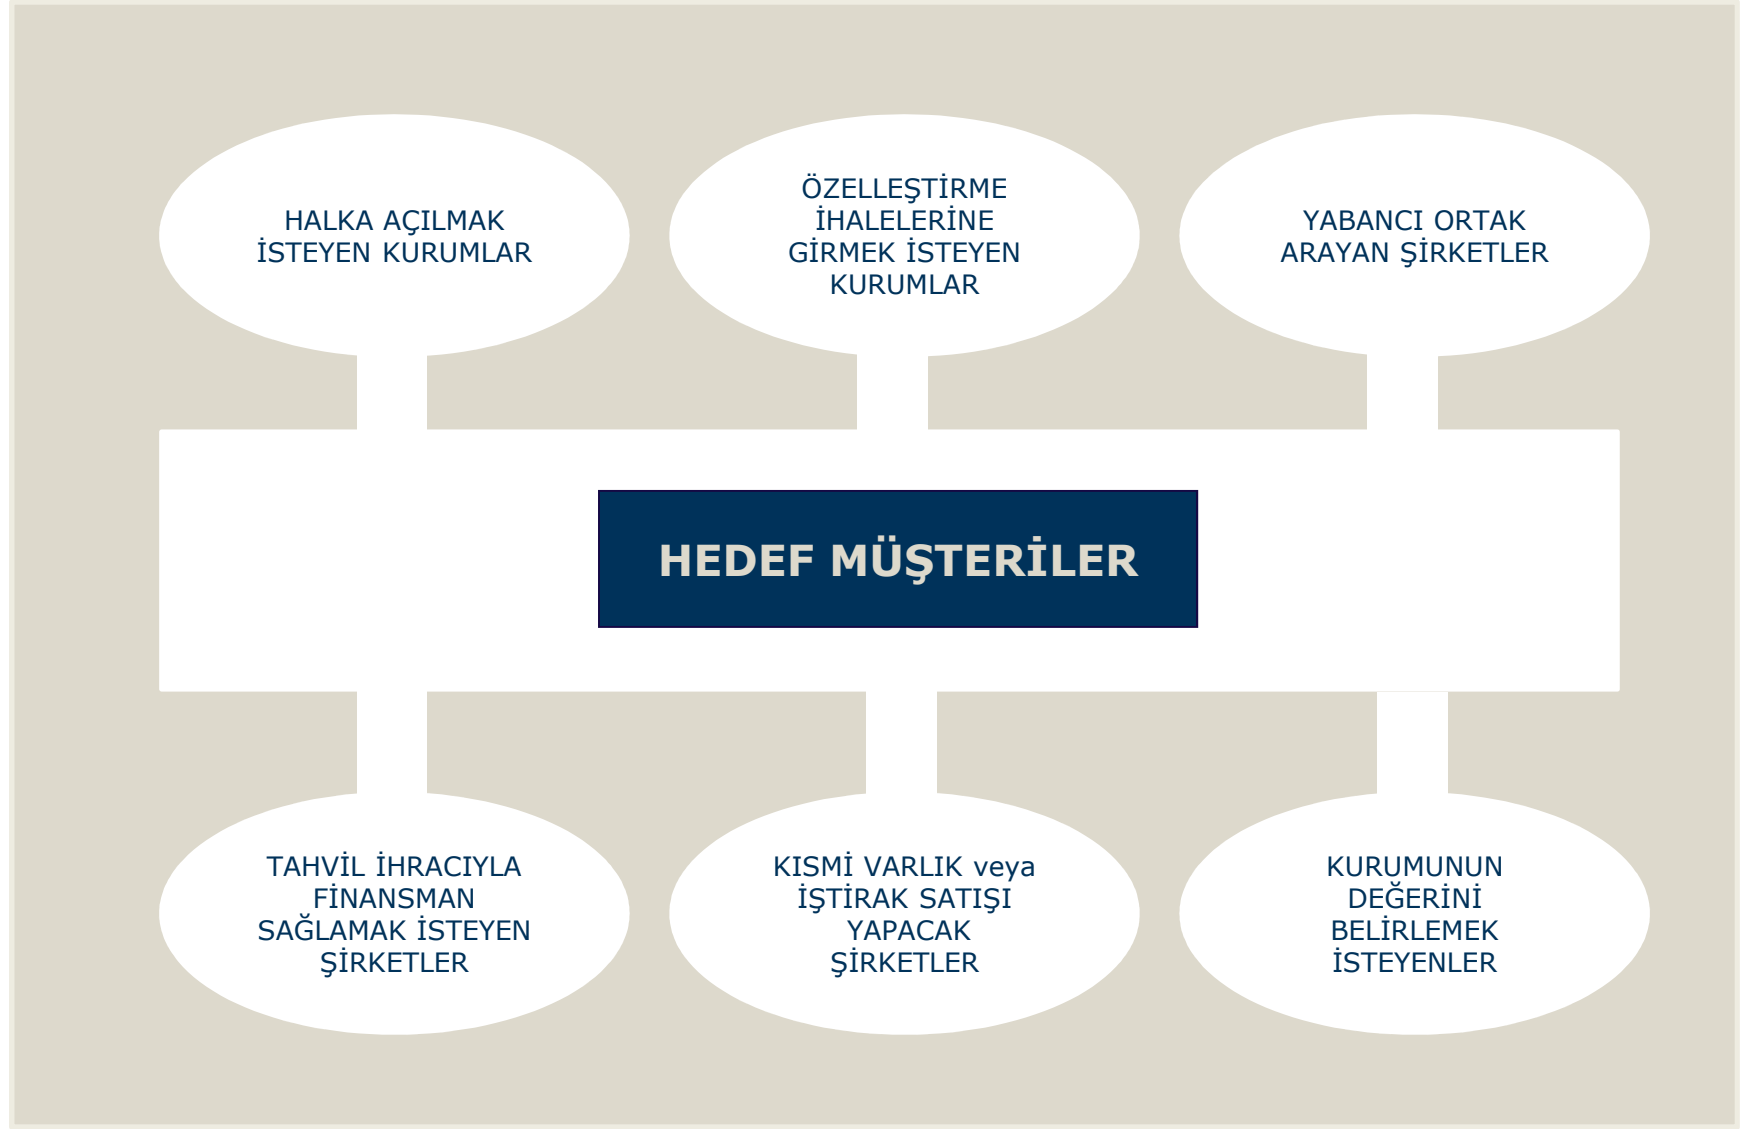 HALKA AÇILMAK
İSTEYEN KURUMLAR
ÖZELLEŞTİRME
İHALELERİNE
GİRMEK İSTEYEN
KURUMLAR
YABANCI ORTAK
ARAYAN ŞİRKETLER
HEDEF MÜŞTERİLER
TAHVİL İHRACIYLA
FİNANSMAN
SAĞLAMAK İSTEYEN
ŞİRKETLER
KISMİ VARLIK veya
İŞTİRAK SATIŞI
YAPACAK
ŞİRKETLER
KURUMUNUN
DEĞERİNİ
BELİRLEMEK
İSTEYENLER